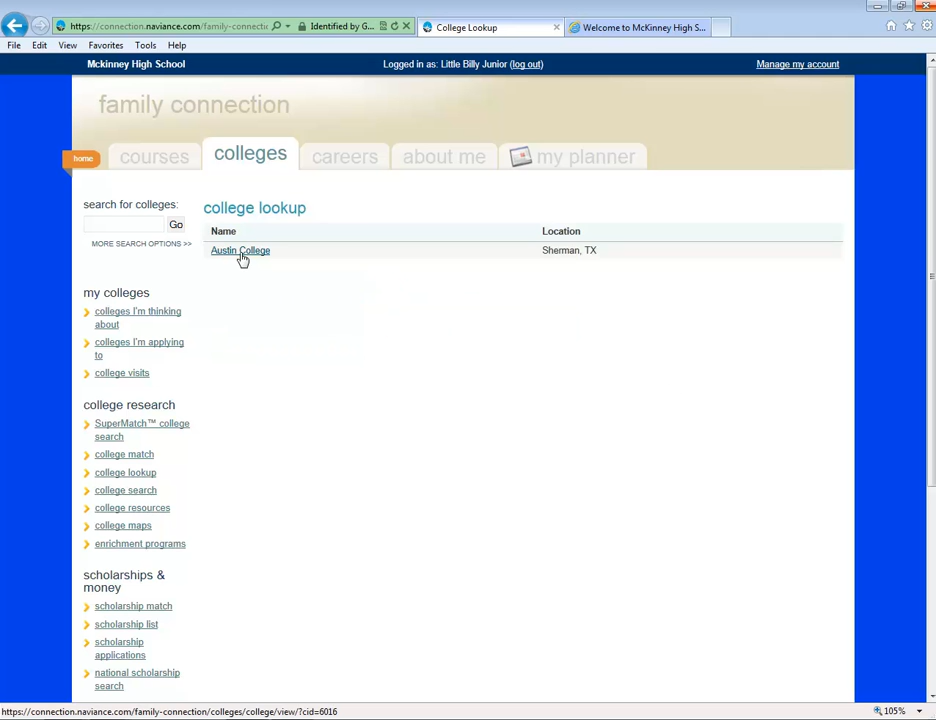 https://connection.naviance.com/family-connecti
Identified by G...
College Lookup
Welcome to McKinney High S...
File Edit View Favorites Tools Help
McKinney High School
Logged in as: Little Billy Junior (log out)
Manage my account
family connection
home
courses
colleges
careers
about me
my planner
search for colleges:
Go
MORE SEARCH OPTIONS >>
college lookup
Name Location
Austin College Sherman, TX
my colleges
colleges I'm thinking
about
colleges I'm applying
to
college visits
college research
SuperMatch™ college
search
college match
college lookup
college search
college resources
college maps
enrichment programs
scholarships &
money
scholarship match
scholarship list
scholarship
applications
national scholarship
search
https://connection.naviance.com/family-connection/colleges/college/view/?cid=6016
105%